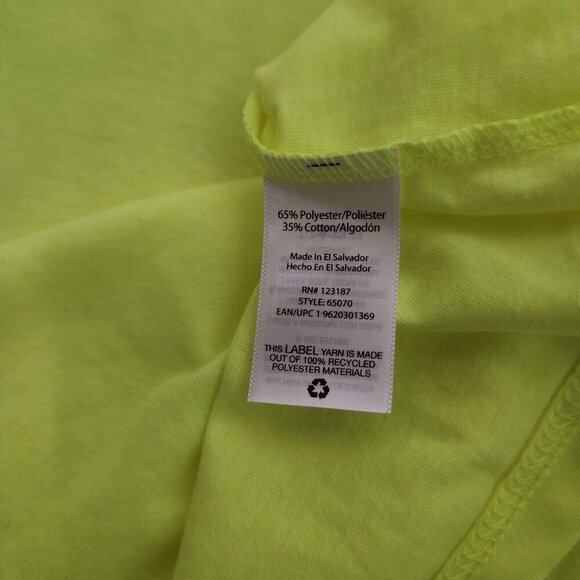 65% Polyester/Poliéster
35% Cotton/Algodón
Made In El Salvador
Hecho En El Salvador
RN# 123187
STYLE: 65070
EAN/UPC 1 9620301369
THIS LABEL YARN IS MADE
OUT OF 100% RECYCLED
POLYESTER MATERIALS